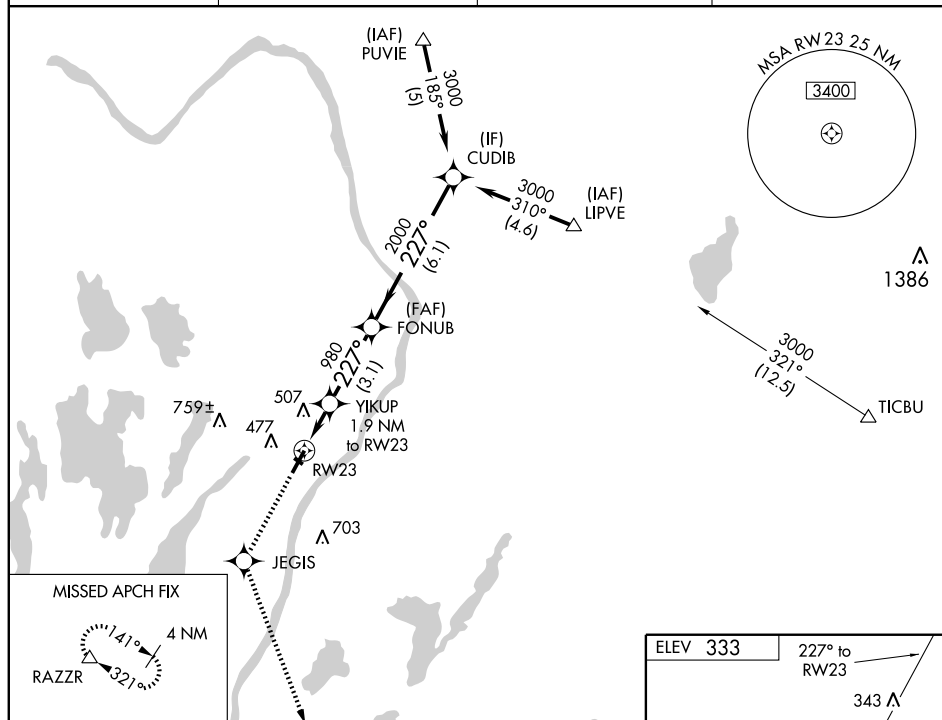 (IAF)
PUVIE
3000
185°
(5)
(IF)
CUDIB
3000
310°
(4.6)
(IAF)
LIPVE
MSA RW23 25 NM
3400
1386
2000
227°
(6.1)
(FAF)
FONUB
980
227°
(3.1)
3000
321°
(12.5)
TICBU
759±
507
477
YIKUP
1.9 NM
to RW23
RW23
703
JEGIS
MISSED APCH FIX
141°
4 NM
RAZZR
321°
ELEV 333
227° to
RW23
343